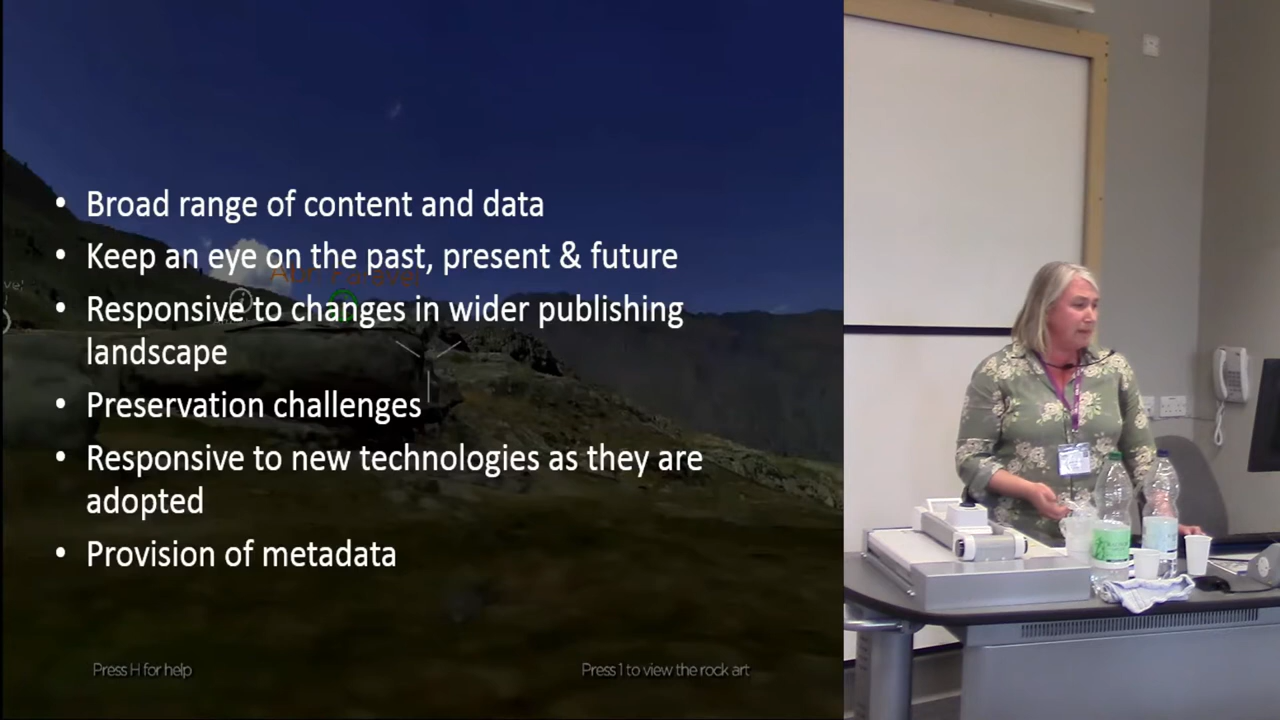 • Broad range of content and data
• Keep an eye on the past, present & future
• Responsive to changes in wider publishing
landscape
• Preservation challenges
• Responsive to new technologies as they are
adopted
• Provision of metadata
Press H for help
Press 1 to view the rock art